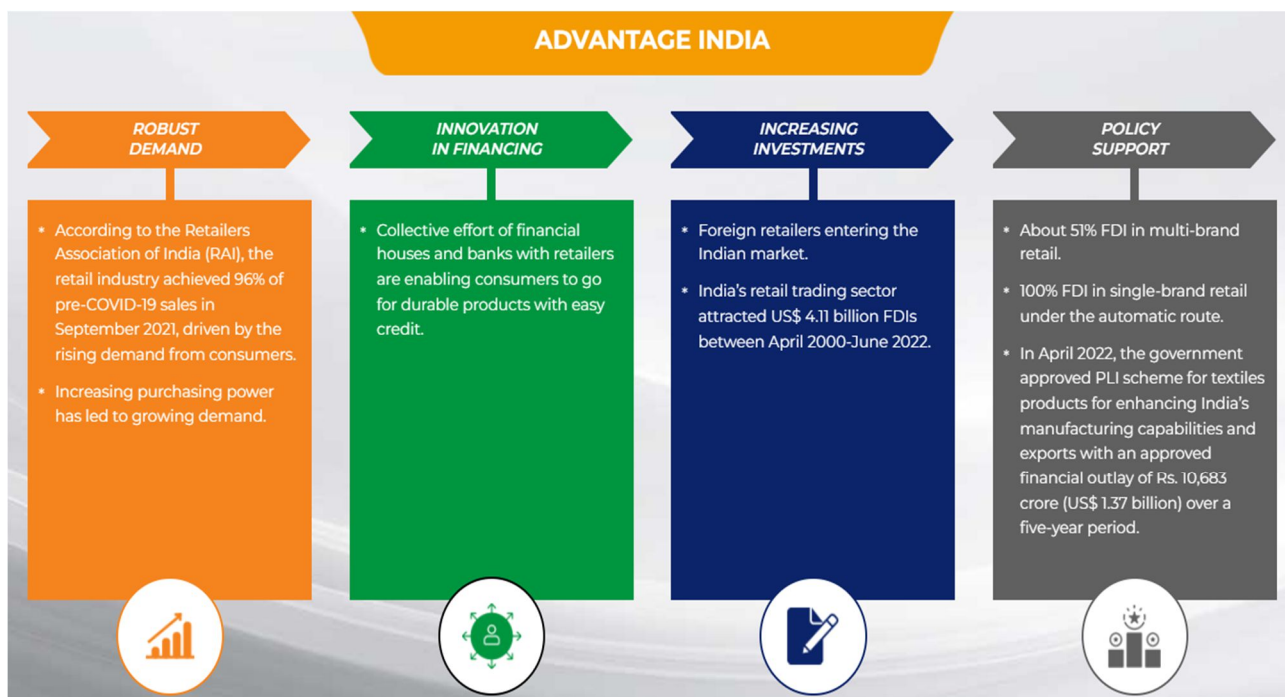 ADVANTAGE INDIA
ROBUST
DEMAND
* According to the Retailers
Association of India (RAI), the
retail industry achieved 96% of
pre-COVID-19 sales in
September 2021, driven by the
rising demand from consumers.
* Increasing purchasing power
has led to growing demand.
INNOVATION
IN FINANCING
* Collective effort of financial
houses and banks with retailers
are enabling consumers to go
for durable products with easy
credit.
INCREASING
INVESTMENTS
* Foreign retailers entering the
Indian market.
* India's retail trading sector
attracted US$ 4.11 billion FDIs
between April 2000-June 2022.
POLICY
SUPPORT
* About 51% FDI in multi-brand
retail.
* 100% FDI in single-brand retail
under the automatic route.
* In April 2022, the government
approved PLI scheme for textiles
products for enhancing India's
manufacturing capabilities and
exports with an approved
financial outlay of Rs. 10,683
crore (US$ 1.37 billion) over a
five-year period.